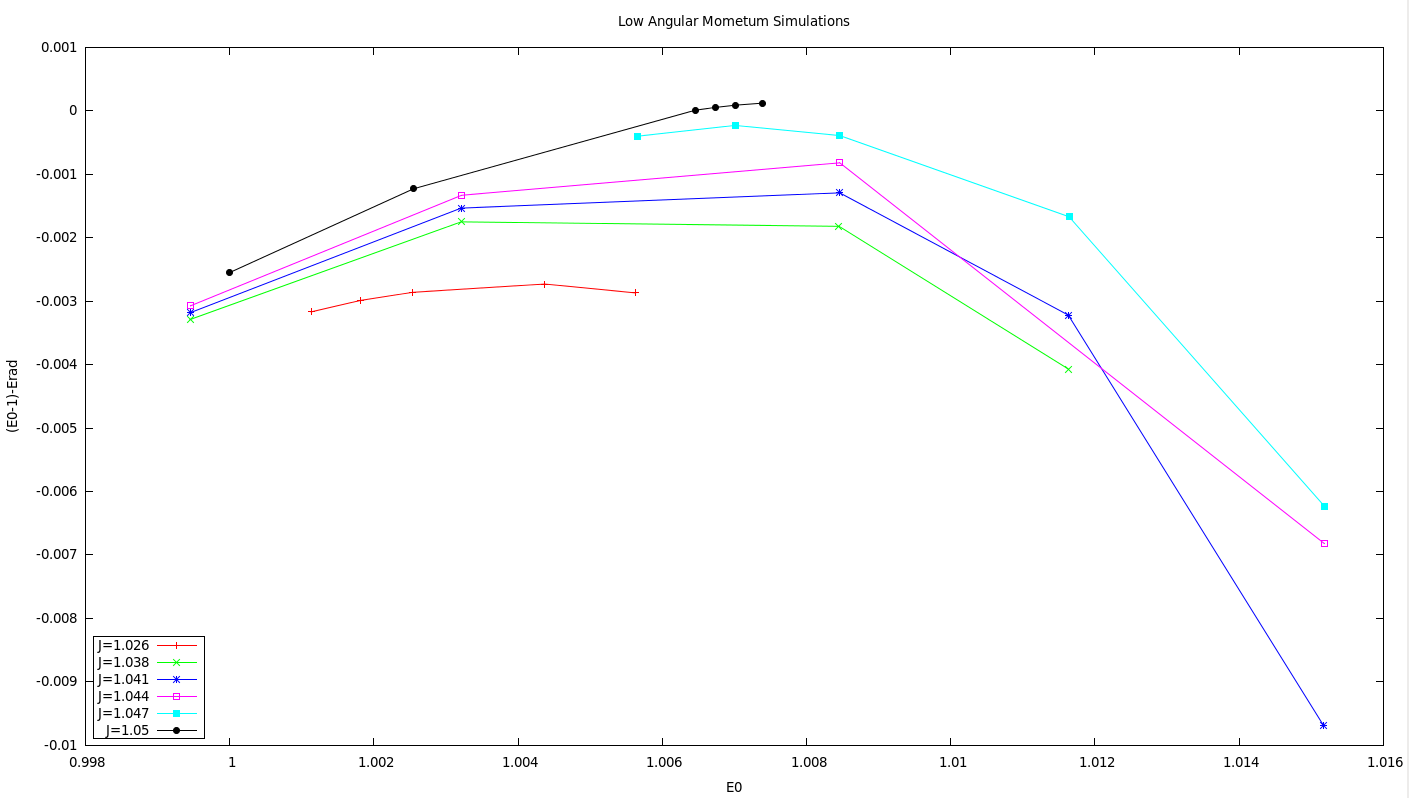 Low Angular Mometum Simulations
0.001
0
-0.001
-0.002
-0.003
-0.004
-0.005
-0.006
-0.007
-0.008
-0.009
-0.01
(E0-1)-Erad
J=1.026
J=1.038
J=1.041
J=1.044
J=1.047
J=1.05
0.998 1 1.002 1.004 1.006 1.008 1.01 1.012 1.014 1.016
E0